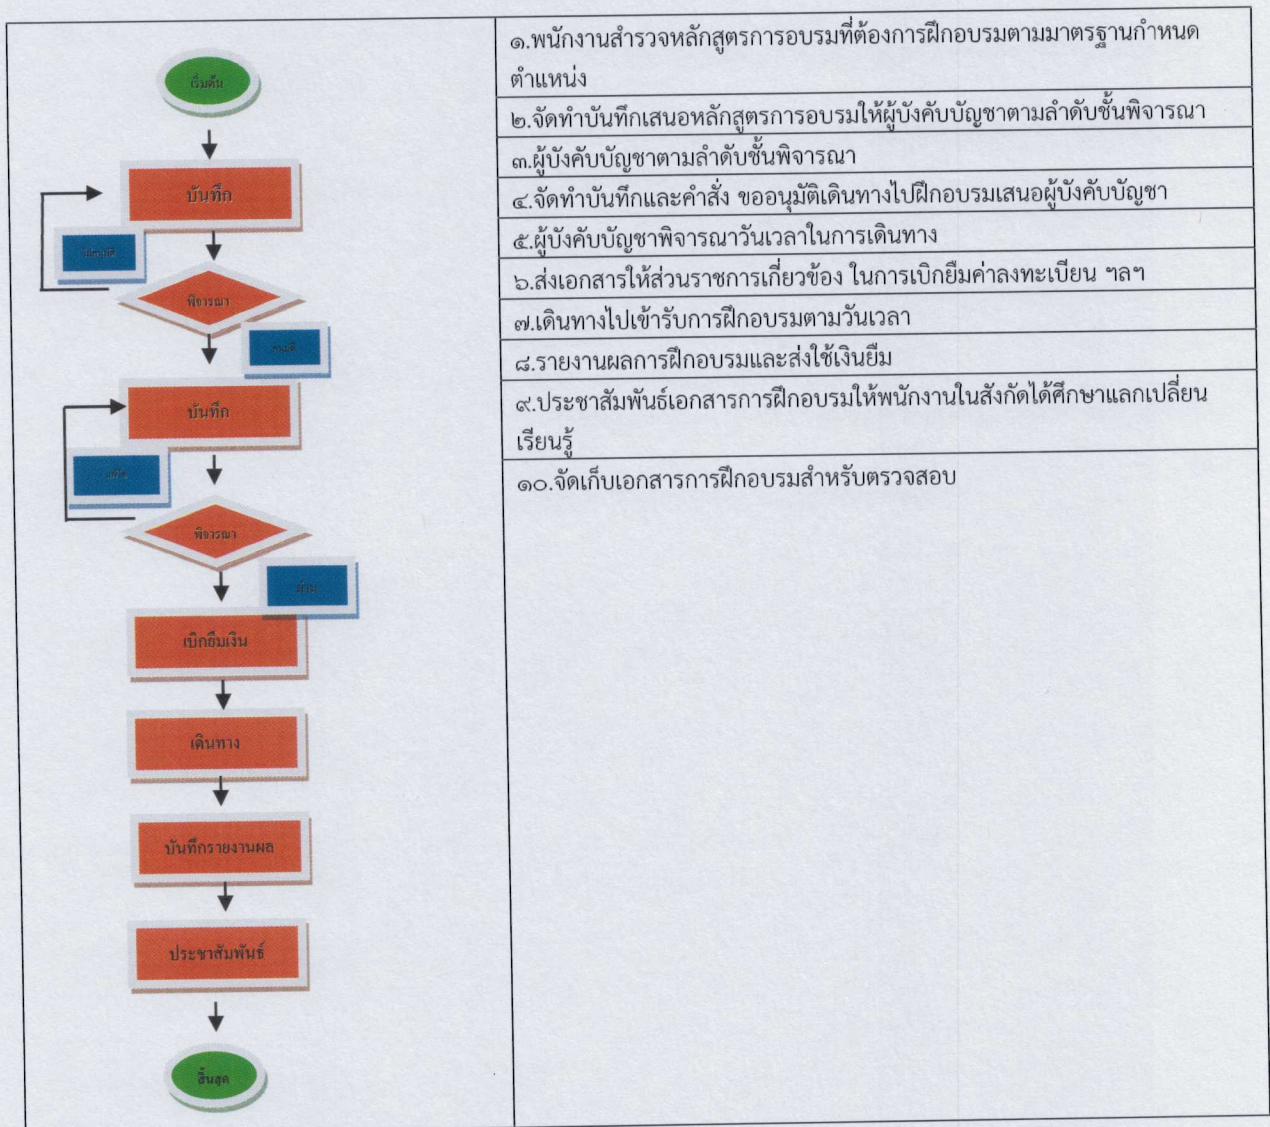 เริ่มต้น
บันทึก
ไม่อนุมัติ
พิจารณา
อนุมัติ
บันทึก
แก้ไข
พิจารณา
ผ่าน
เบิกยืมเงิน
เดินทาง
บันทึกรายงานผล
ประชาสัมพันธ์
สิ้นสุด
๑.พนักงานสำรวจหลักสูตรการอบรมที่ต้องการฝึกอบรมตามมาตรฐานกำหนด
ตำแหน่ง
๒.จัดทำบันทึกเสนอหลักสูตรการอบรมให้ผู้บังคับบัญชาตามลำดับชั้นพิจารณา
๓.ผู้บังคับบัญชาตามลำดับชั้นพิจารณา
๔.จัดทำบันทึกและคำสั่ง ขออนุมัติเดินทางไปฝึกอบรมเสนอผู้บังคับบัญชา
๕.ผู้บังคับบัญชาพิจารณาวันเวลาในการเดินทาง
๖.ส่งเอกสารให้ส่วนราชการเกี่ยวข้อง ในการเบิกยืมค่าลงทะเบียน ฯลฯ
๗.เดินทางไปเข้ารับการฝึกอบรมตามวันเวลา
๘.รายงานผลการฝึกอบรมและส่งใช้เงินยืม
๙.ประชาสัมพันธ์เอกสารการฝึกอบรมให้พนักงานในสังกัดได้ศึกษาแลกเปลี่ยน
เรียนรู้
๑๐.จัดเก็บเอกสารการฝึกอบรมสำหรับตรวจสอบ